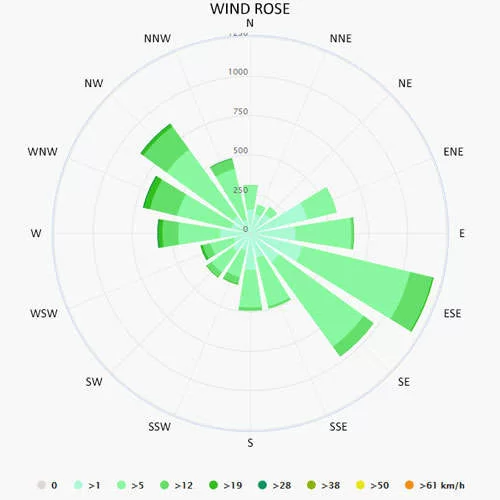 WIND ROSE
N
1250
NNW
NNE
1000
NW
NE
750
500
WNW
ENE
250
0
W
E
WSW
ESE
SW
SE
SSW
SSE
S
0 >1 >5 >12 >19 >28 >38 >50 >61 km/h